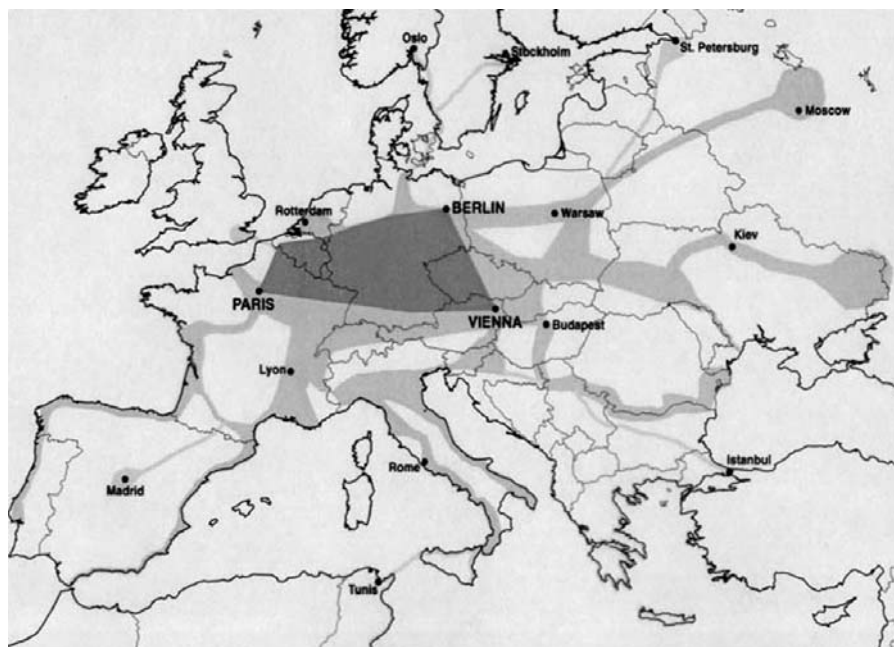 Oslo
Stockholm
St. Petersburg
Moscow
Rotterdam
BERLIN
Warsaw
Kiev
PARIS
VIENNA
Budapest
Lyon
Rome
Istanbul
Madrid
Tunis